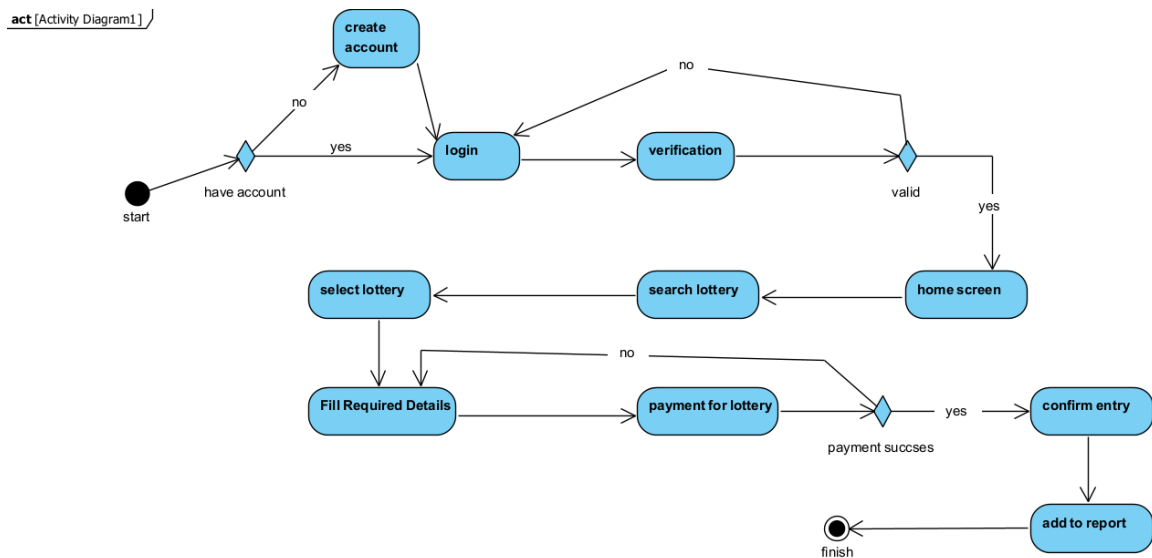 act [Activity Diagram1]
create
account
no
no
yes
login
verification
have account
valid
start
yes
select lottery
search lottery
home screen
no
Fill Required Details
payment for lottery
yes
confirm entry
payment succses
add to report
finish